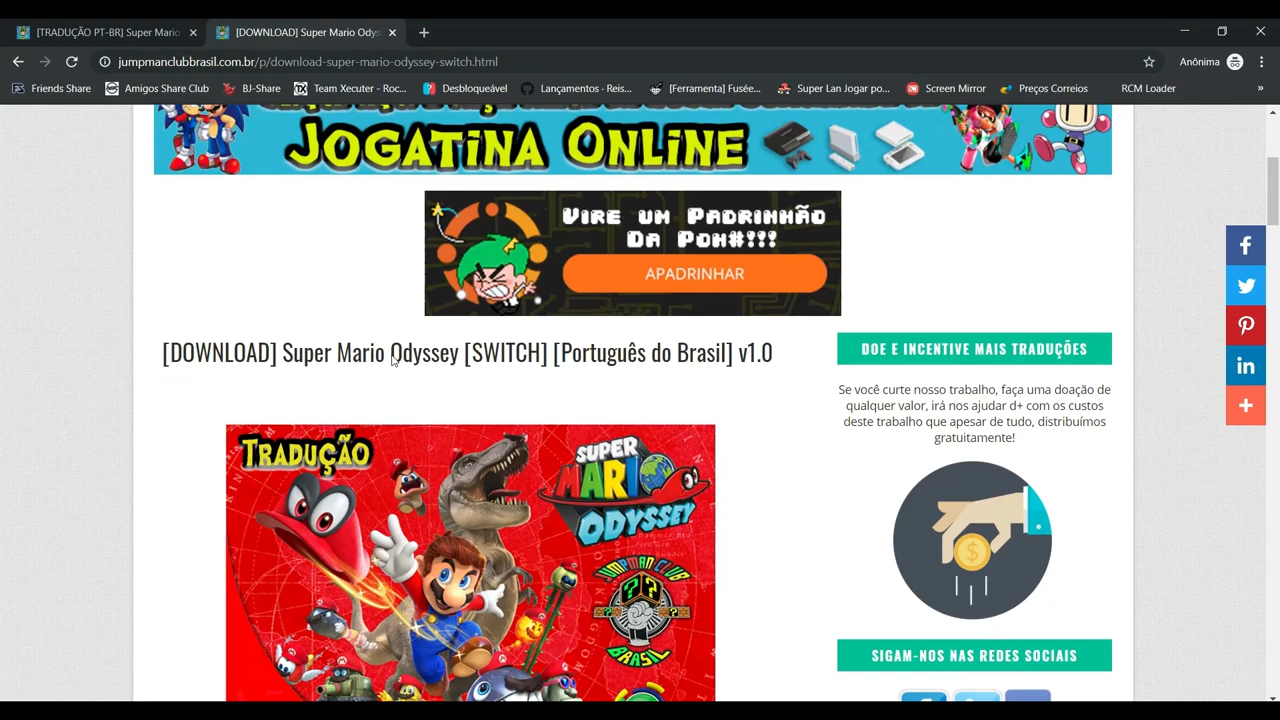 [TRADUÇÃO PT-BR] Super Mario
[DOWNLOAD] Super Mario Odys
jumpmanclubbrasil.com.br/p/download-super-mario-odyssey-switch.html
Anônima
Friends Share
Amigos Share Club
BJ-Share
Team Xecuter - Roc...
Desbloqueável
Lançamentos · Reis...
[Ferramenta] Fusée...
Super Lan Jogar po...
Screen Mirror
Preços Correios
RCM Loader
»
JOGATINA ONLINE
VIRE UM PADRINHÃO
DA POH#!!!
APADRINHAR
[DOWNLOAD] Super Mario Odyssey [SWITCH] [Português do Brasil] v1.0
DOE E INCENTIVE MAIS TRADUÇÕES
Se você curte nosso trabalho, faça uma doação de
qualquer valor, irá nos ajudar d+ com os custos
deste trabalho que apesar de tudo, distribuímos
gratuitamente!
TRADUÇÃO
SUPER
MARIO
ODYSSEY
JUMPMAN CLUB
BRASIL
SIGAM-NOS NAS REDES SOCIAIS